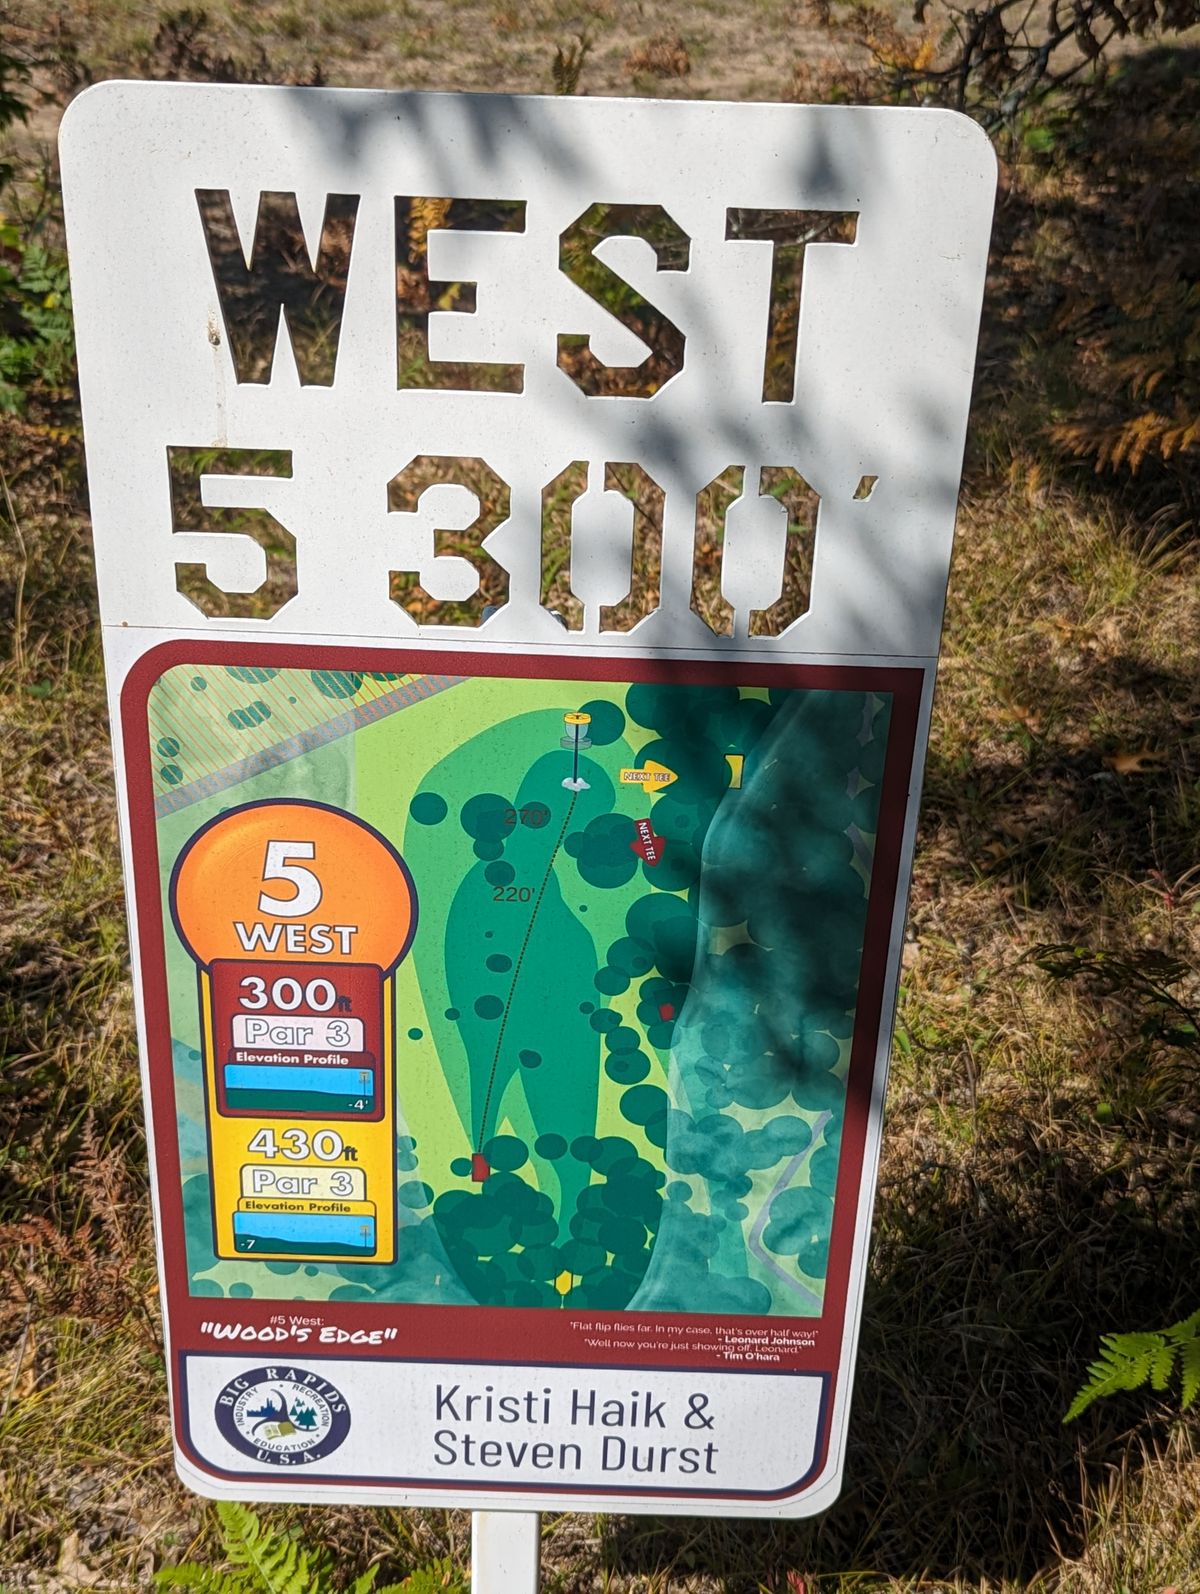 WEST
5 300'
NEXT TEE
270'
NEXT TEE
220'
5
WEST
300ft
Par 3
Elevation Profile
-4'
430ft
Par 3
Elevation Profile
-7
#5 West:
"Wood's Edge"
"Flat flip flies far. In my case, that's over half way!"
- Leonard Johnson
"Well now you're just showing off, Leonard."
- Tim O'hara
BIG RAPIDS
INDUSTRY • RECREATION
• EDUCATION •
U.S.A.
Kristi Haik &
Steven Durst